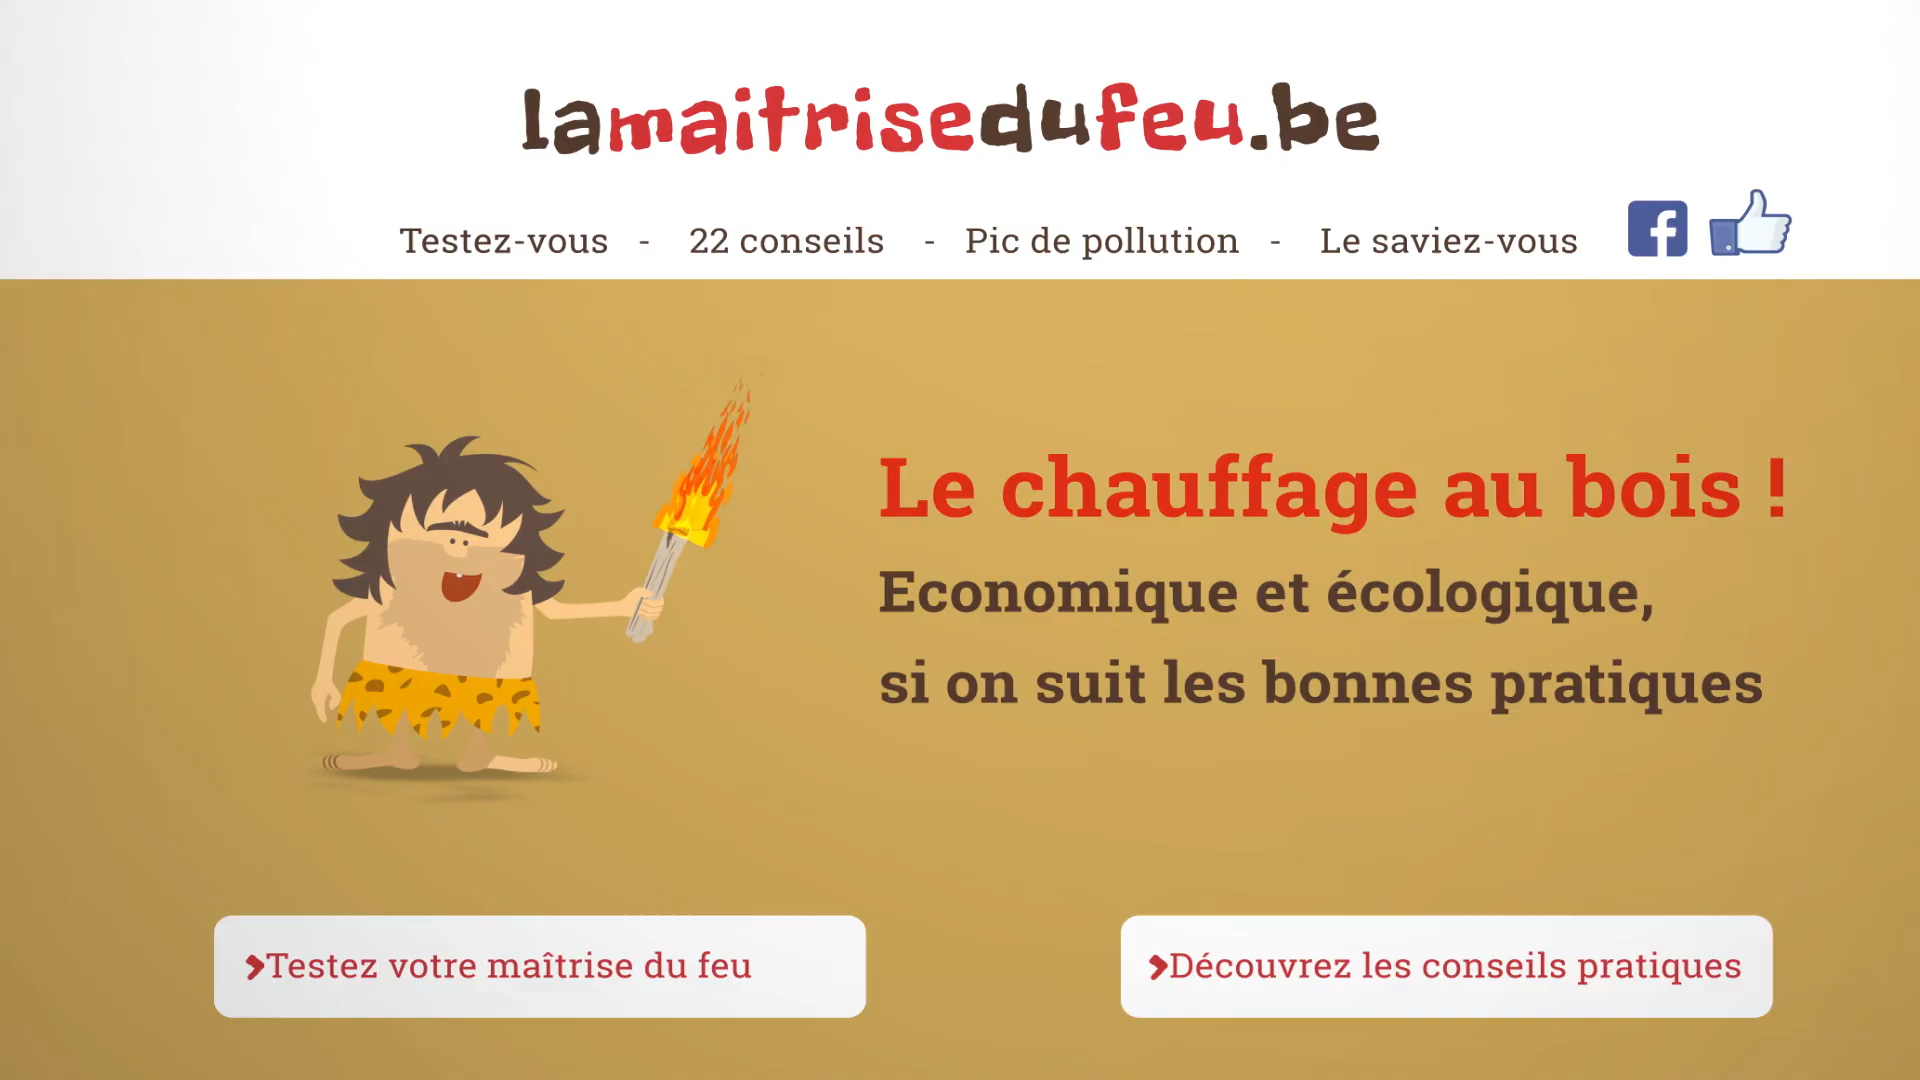 lamaitrisedufeu.be
Testez-vous - 22 conseils - Pic de pollution - Le saviez-vous
Le chauffage au bois !
Economique et écologique,
si on suit les bonnes pratiques
Testez votre maîtrise du feu
Découvrez les conseils pratiques